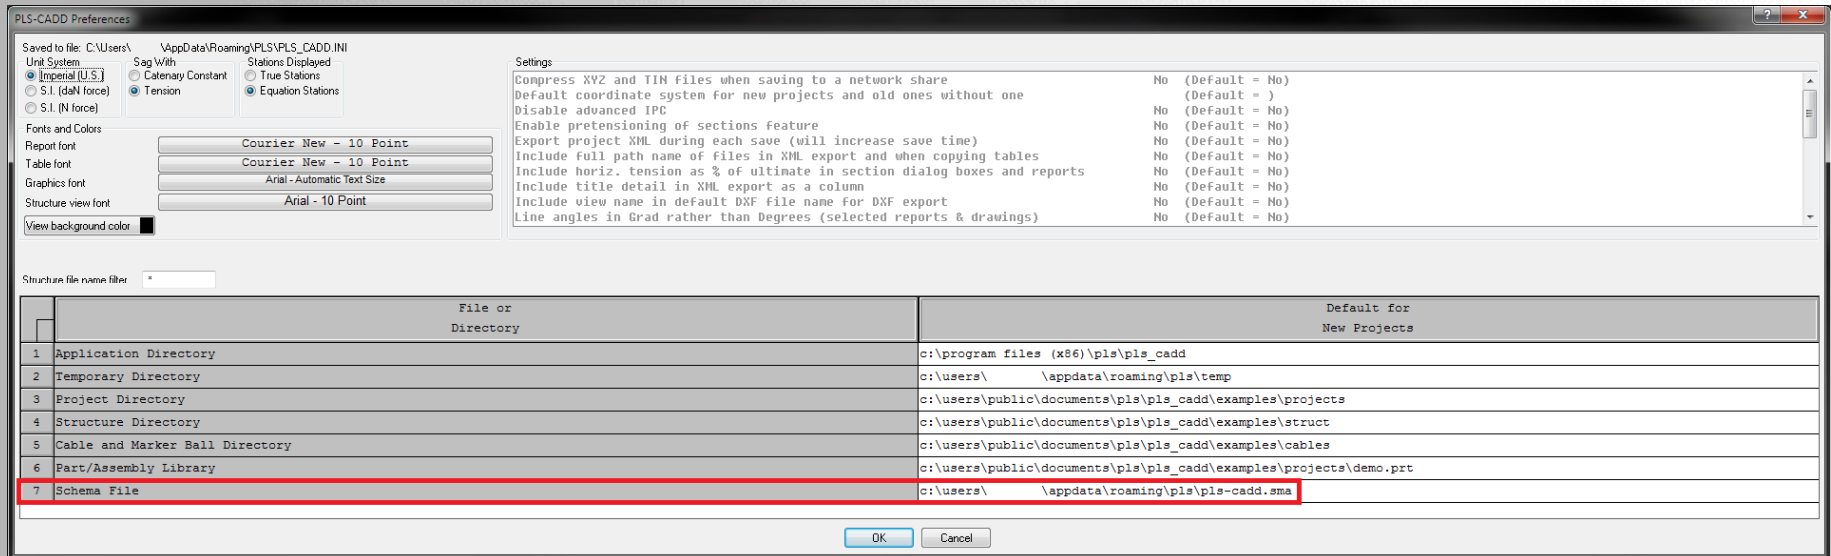 PLS-CADD Preferences
Saved to file: C:\Users\ \AppData\Roaming\PLS\PLS_CADD.INI
Unit System
Imperial (U.S.)
S.I. (daN force)
S.I. (N force)
Sag With
Catenary Constant
Tension
Stations Displayed
True Stations
Equation Stations
Fonts and Colors
Report font Courier New - 10 Point
Table font Courier New - 10 Point
Graphics font Arial - Automatic Text Size
Structure view font Arial - 10 Point
View background color
Settings
Compress XYZ and TIN files when saving to a network share No (Default = No)
Default coordinate system for new projects and old ones without one (Default = )
Disable advanced IPC No (Default = No)
Enable pretensioning of sections feature No (Default = No)
Export project XML during each save (will increase save time) No (Default = No)
Include full path name of files in XML export and when copying tables No (Default = No)
Include horiz. tension as % of ultimate in section dialog boxes and reports No (Default = No)
Include title detail in XML export as a column No (Default = No)
Include view name in default DXF file name for DXF export No (Default = No)
Line angles in Grad rather than Degrees (selected reports & drawings) No (Default = No)
Structure file name filter *
File or Directory Default for New Projects
1 Application Directory c:\program files (x86)\pls\pls_cadd
2 Temporary Directory c:\users\ \appdata\roaming\pls\temp
3 Project Directory c:\users\public\documents\pls\pls_cadd\examples\projects
4 Structure Directory c:\users\public\documents\pls\pls_cadd\examples\struct
5 Cable and Marker Ball Directory c:\users\public\documents\pls\pls_cadd\examples\cables
6 Part/Assembly Library c:\users\public\documents\pls\pls_cadd\examples\projects\demo.prt
7 Schema File c:\users\ \appdata\roaming\pls\pls-cadd.sma
OK Cancel